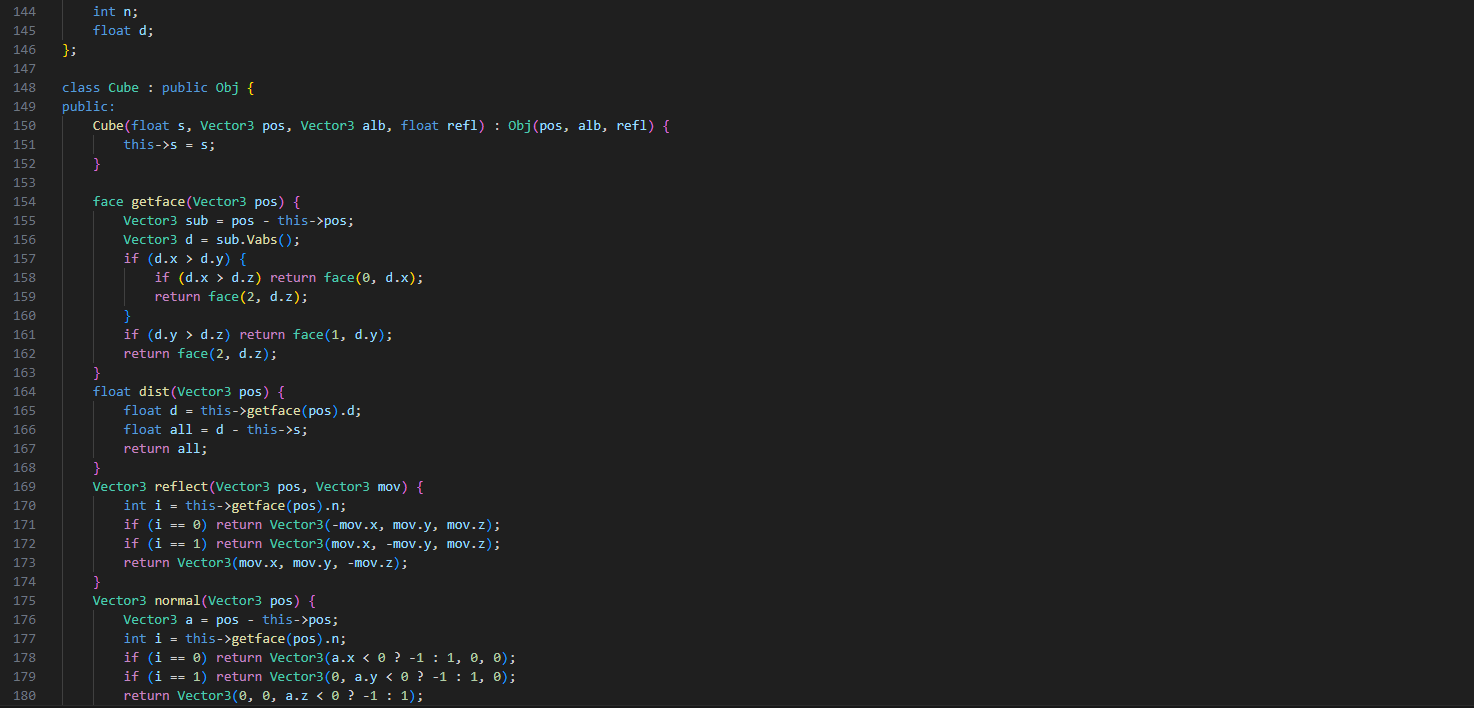 144     int n;
145     float d;
146 };
147
148 class Cube : public Obj {
149 public:
150     Cube(float s, Vector3 pos, Vector3 alb, float refl) : Obj(pos, alb, refl) {
151         this->s = s;
152     }
153
154     face getface(Vector3 pos) {
155         Vector3 sub = pos - this->pos;
156         Vector3 d = sub.Vabs();
157         if (d.x > d.y) {
158             if (d.x > d.z) return face(0, d.x);
159             return face(2, d.z);
160         }
161         if (d.y > d.z) return face(1, d.y);
162         return face(2, d.z);
163     }
164     float dist(Vector3 pos) {
165         float d = this->getface(pos).d;
166         float all = d - this->s;
167         return all;
168     }
169     Vector3 reflect(Vector3 pos, Vector3 mov) {
170         int i = this->getface(pos).n;
171         if (i == 0) return Vector3(-mov.x, mov.y, mov.z);
172         if (i == 1) return Vector3(mov.x, -mov.y, mov.z);
173         return Vector3(mov.x, mov.y, -mov.z);
174     }
175     Vector3 normal(Vector3 pos) {
176         Vector3 a = pos - this->pos;
177         int i = this->getface(pos).n;
178         if (i == 0) return Vector3(a.x < 0 ? -1 : 1, 0, 0);
179         if (i == 1) return Vector3(0, a.y < 0 ? -1 : 1, 0);
180         return Vector3(0, 0, a.z < 0 ? -1 : 1);